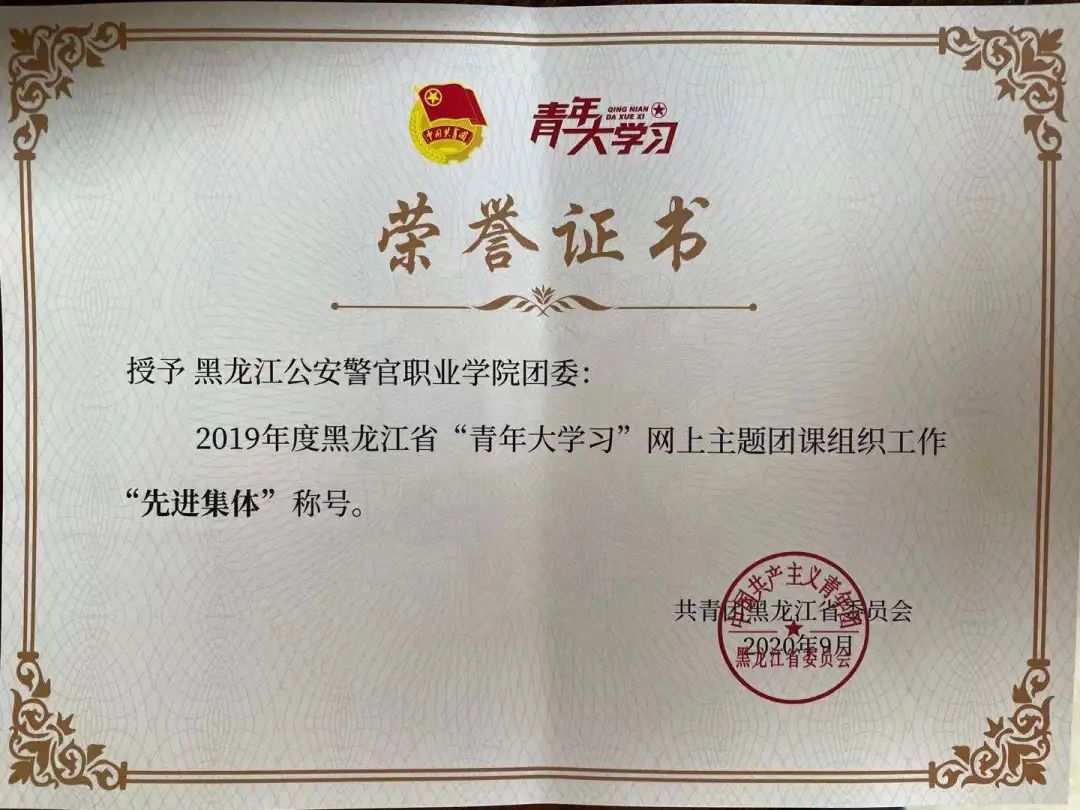 中国共青团
青年大学习
QING NIAN
DA XUE XI
荣誉证书
授予 黑龙江公安警官职业学院团委：
2019年度黑龙江省“青年大学习”网上主题团课组织工作
“先进集体”称号。
共青团黑龙江省委员会
2020年9月
中国共产主义青年团
黑龙江省委员会